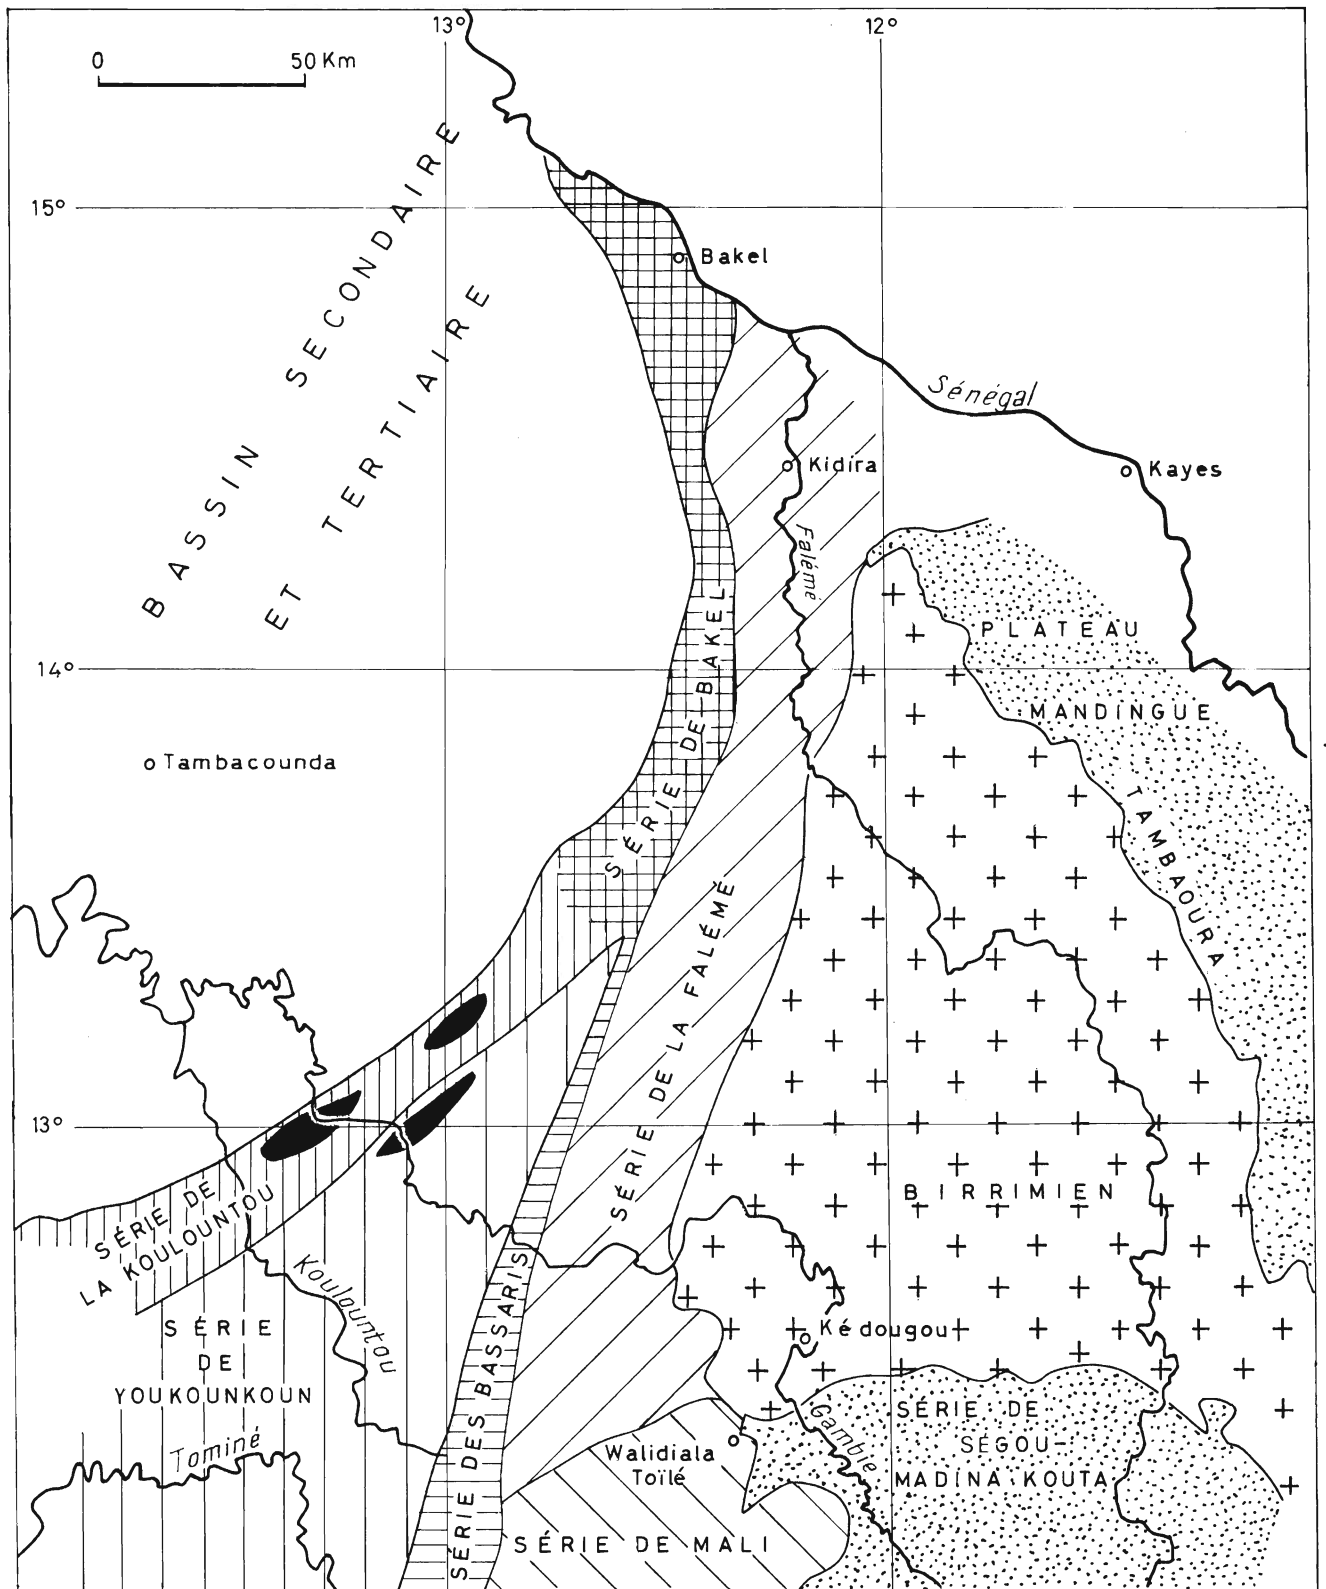 13°
12°
0 50 Km
15°
BASSIN SECONDAIRE
ET TERTIAIRE
Bakel
Sénégal
Kidira
Kayes
Falémé
14°
PLATEAU
MANDINGUE
TAMBAOURA
Tambacounda
SÉRIE DE BAKEL
SÉRIE DE LA FALÉMÉ
13°
BIRRIMIEN
SÉRIE DE
LA KOULOUNTOU
Koulountou
SÉRIE
DE
YOUKOUNKOUN
Tominé
SÉRIE DES BASSARIS
Kédougou
Gambie
SÉRIE DE
SÉGOU-
MADINA KOUTA
Walidiala
Toïlé
SÉRIE DE MALI